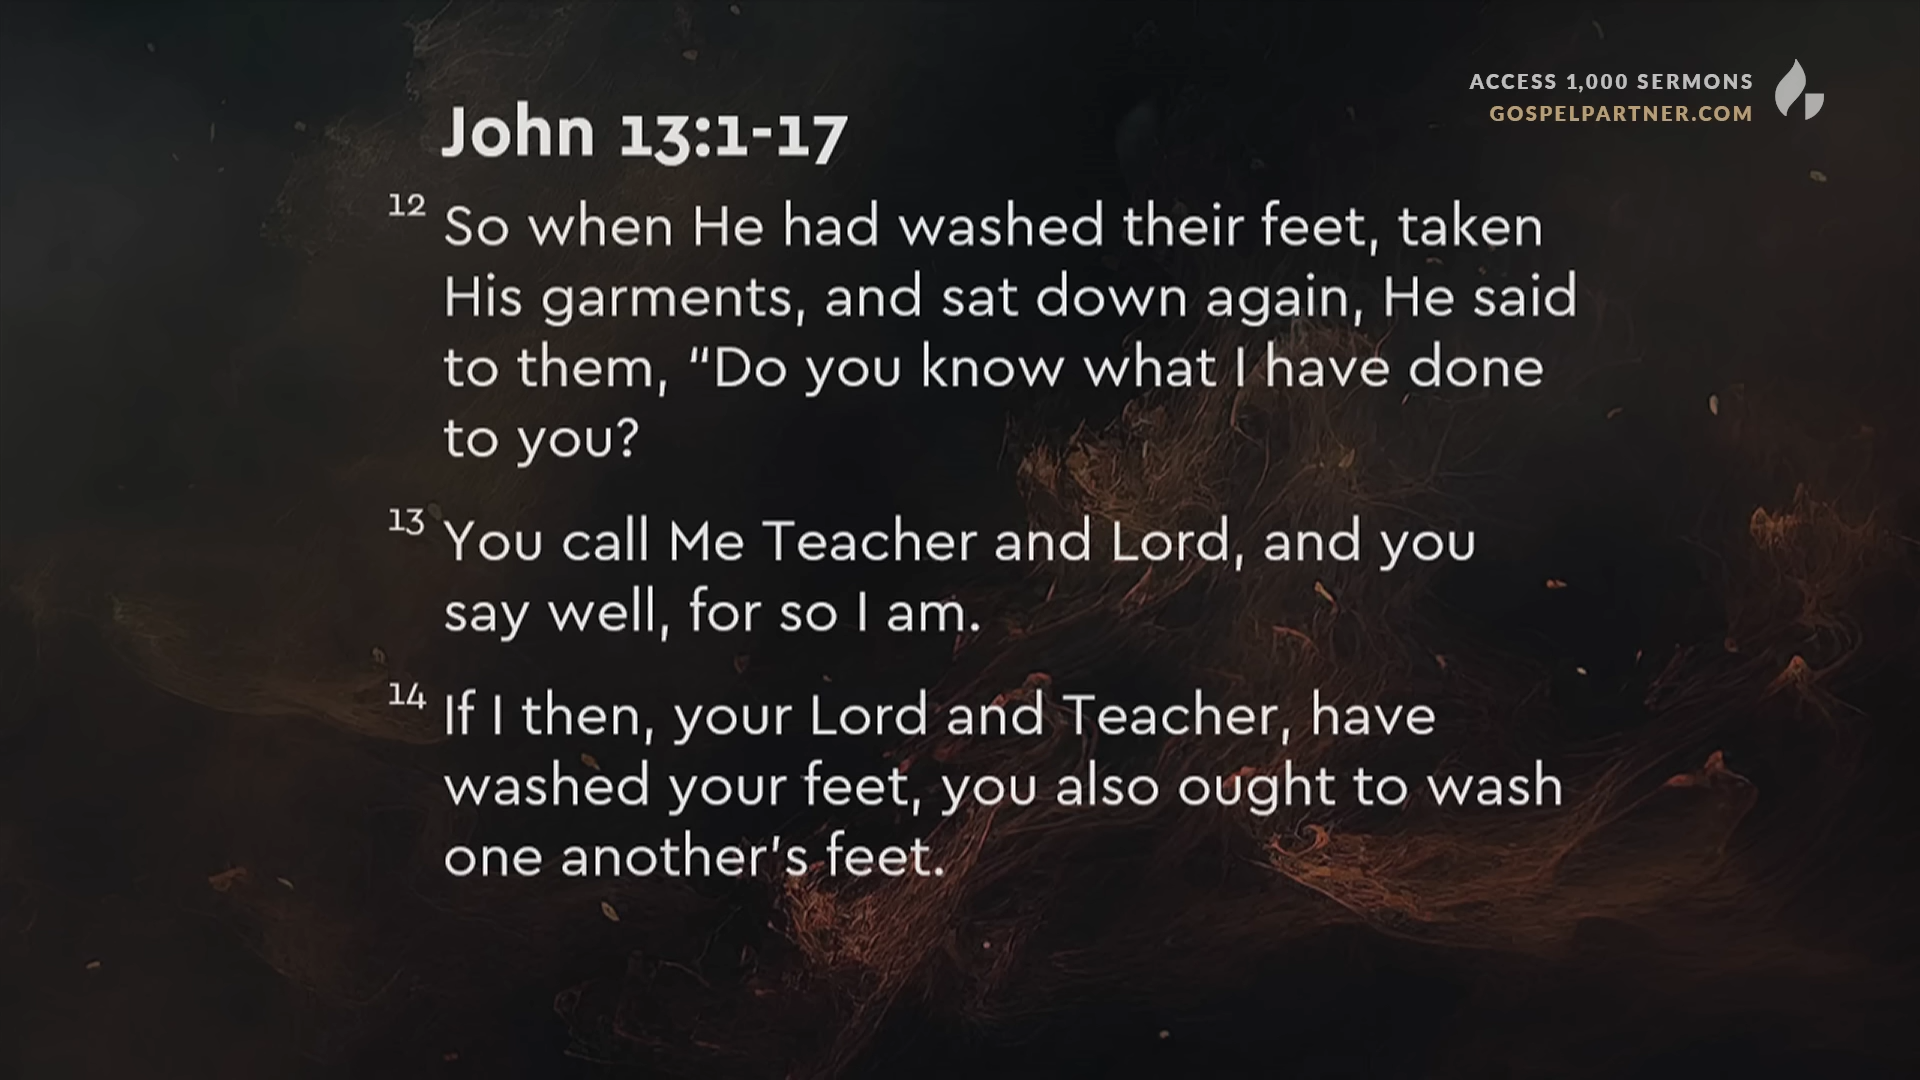 ACCESS 1,000 SERMONS
GOSPELPARTNER.COM
John 13:1-17
12 So when He had washed their feet, taken
His garments, and sat down again, He said
to them, “Do you know what I have done
to you?
13 You call Me Teacher and Lord, and you
say well, for so I am.
14 If I then, your Lord and Teacher, have
washed your feet, you also ought to wash
one another’s feet.